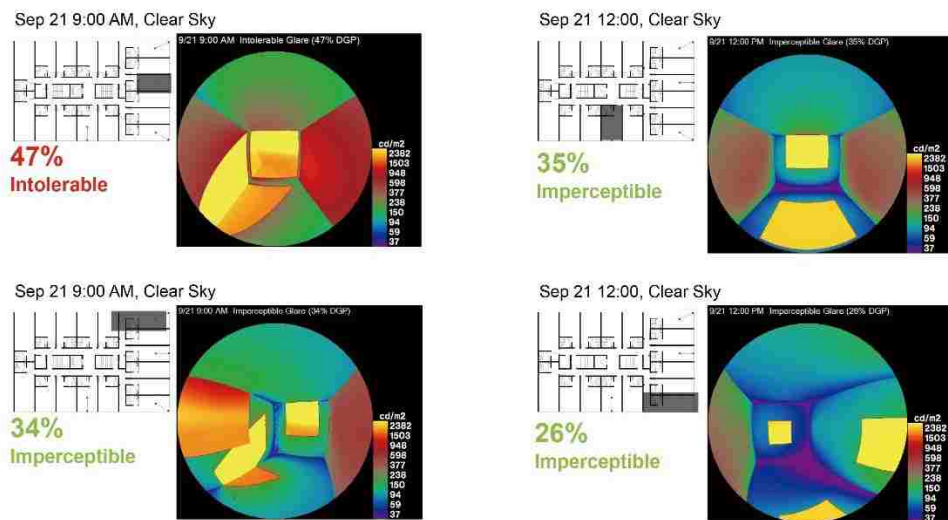 Sep 21 9:00 AM, Clear Sky
9/21 9:00 AM Intolerable Glare (47% DGP)
47%
Intolerable
cd/m2
2382
1503
948
598
377
238
150
94
59
37
Sep 21 12:00, Clear Sky
9/21 12:00 PM Imperceptible Glare (35% DGP)
35%
Imperceptible
cd/m2
2382
1503
948
598
377
238
150
94
59
37
Sep 21 9:00 AM, Clear Sky
9/21 9:00 AM Imperceptible Glare (34% DGP)
34%
Imperceptible
cd/m2
2382
1503
948
598
377
238
150
94
59
37
Sep 21 12:00, Clear Sky
9/21 12:00 PM Imperceptible Glare (26% DGP)
26%
Imperceptible
cd/m2
2382
1503
948
598
377
238
150
94
59
37